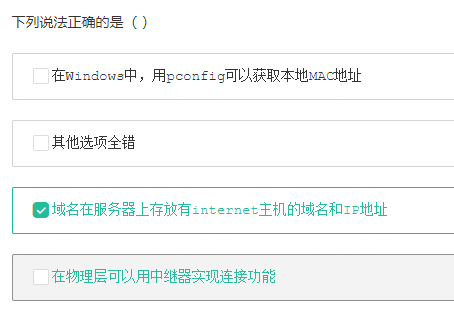 下列说法正确的是（ ）
在Windows中，用pconfig可以获取本地MAC地址
其他选项全错
域名在服务器上存放有internet主机的域名和IP地址
在物理层可以用中继器实现连接功能